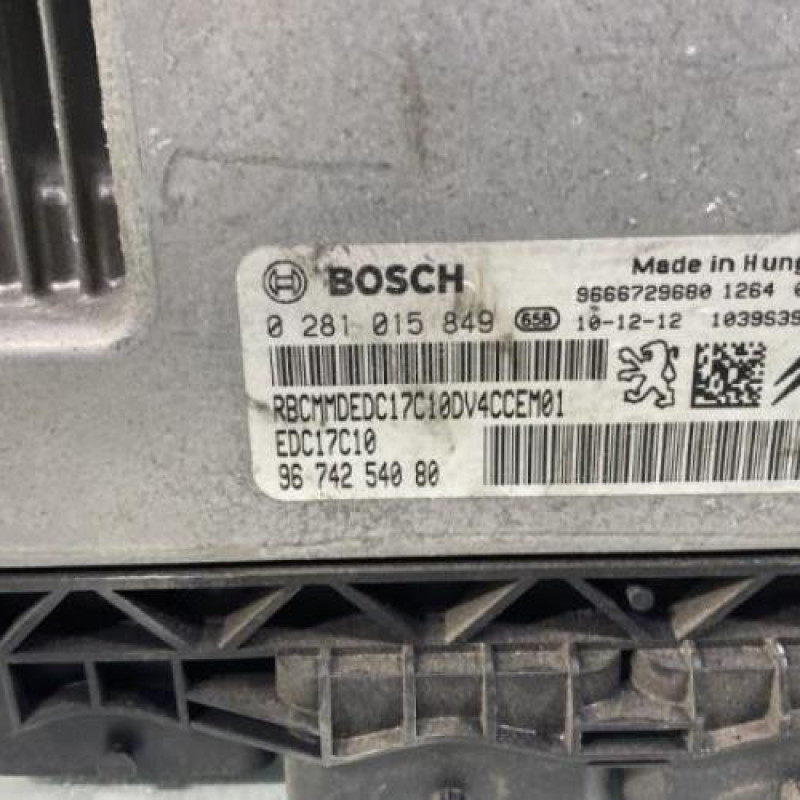 BOSCH
Made in Hung
9666729680 1264
0 281 015 849 658 10-12-12 1039S39
RBCMMDEDC17C10DV4CCEM01
EDC17C10
96 742 540 80